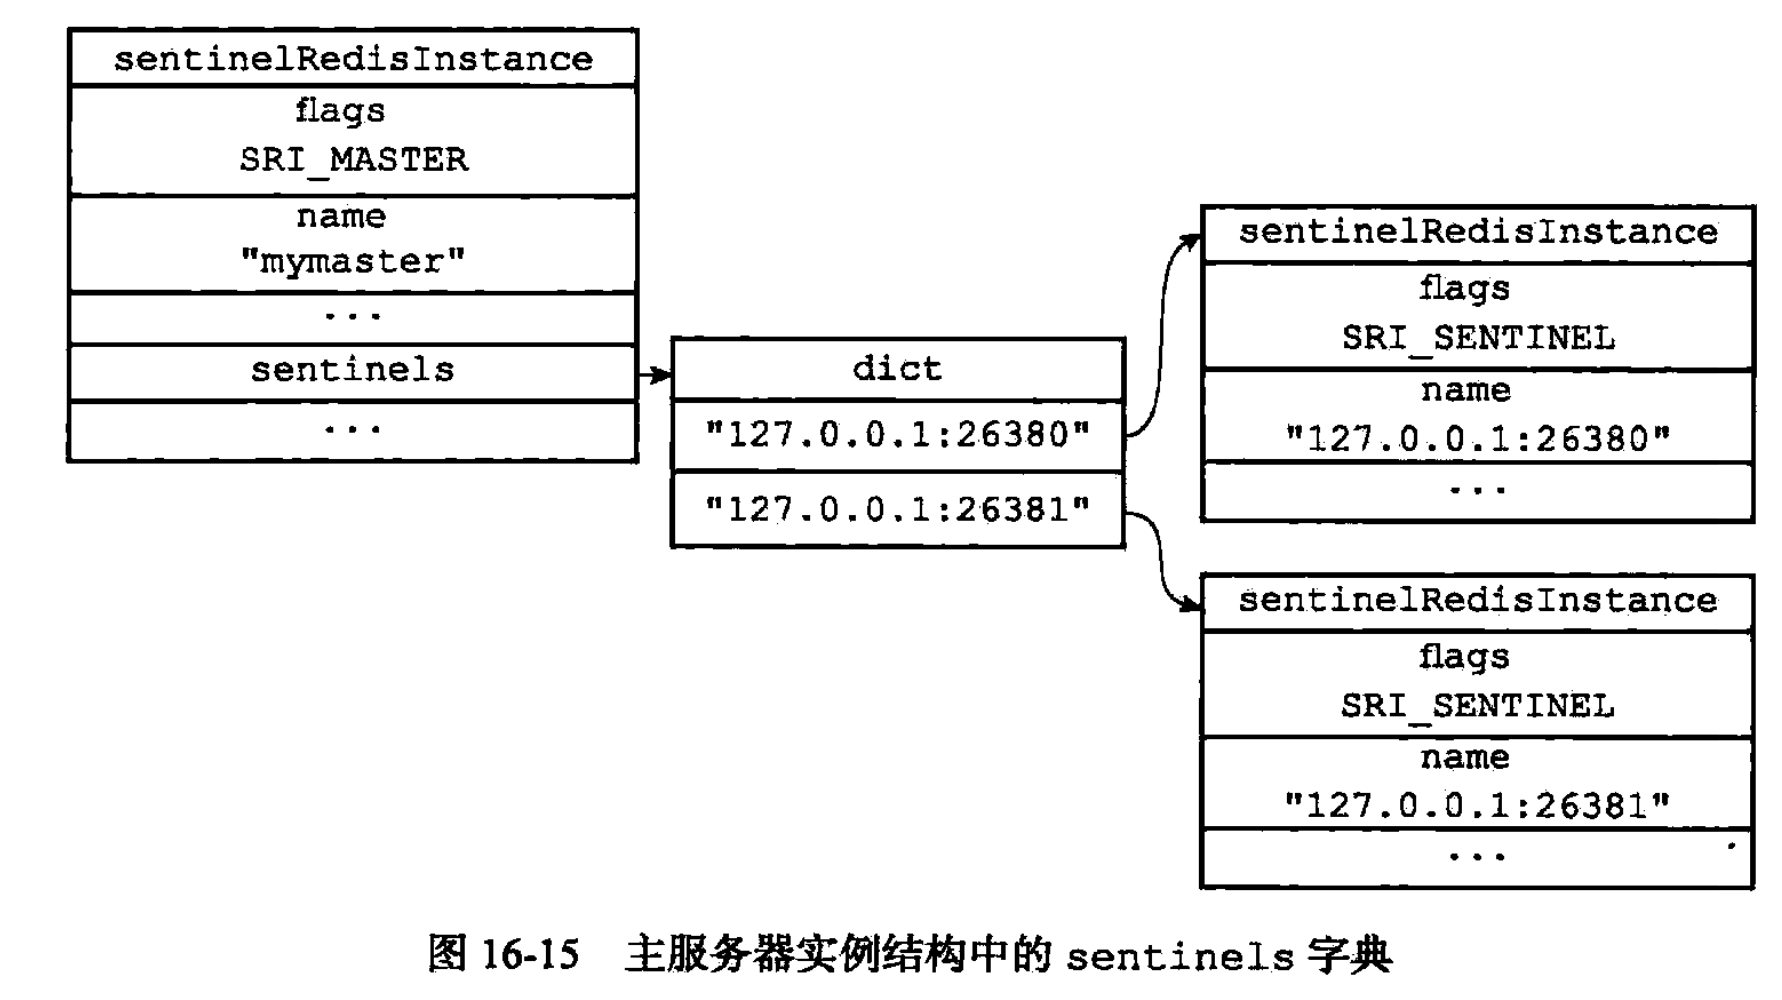 sentinelRedisInstance
flags
SRI_MASTER
name
"mymaster"
...
sentinels
...
dict
"127.0.0.1:26380"
"127.0.0.1:26381"
sentinelRedisInstance
flags
SRI_SENTINEL
name
"127.0.0.1:26380"
...
sentinelRedisInstance
flags
SRI_SENTINEL
name
"127.0.0.1:26381"
...
图 16-15 主服务器实例结构中的 sentinels 字典